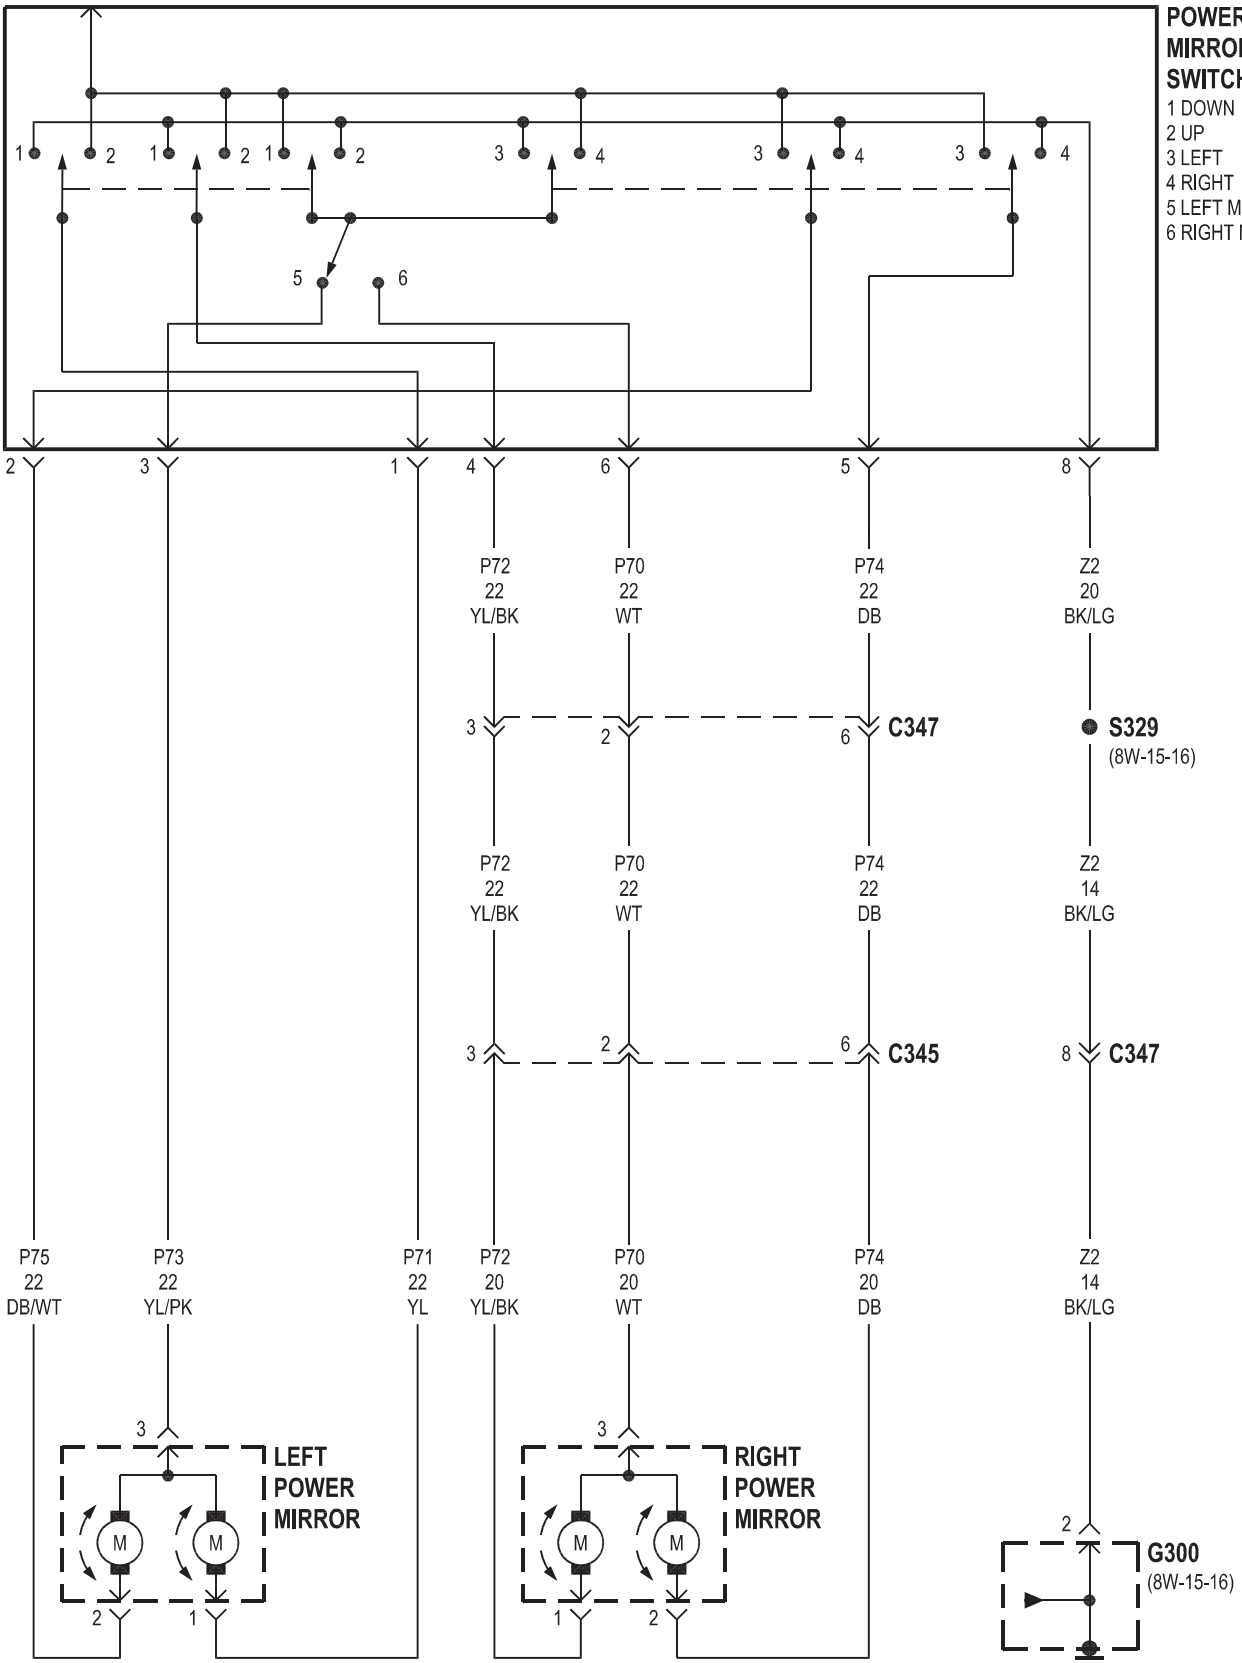 POWER
MIRROR
SWITCH
1 DOWN
2 UP
3 LEFT
4 RIGHT
5 LEFT M
6 RIGHT
1 2 1 2 1 2 3 4 3 4 3 4
5 6
2 3 1 4 6 5 8
P72 P70 P74 Z2
22 22 22 20
YL/BK WT DB BK/LG
3 2 6 C347 S329
(8W-15-16)
P72 P70 P74 Z2
22 22 22 14
YL/BK WT DB BK/LG
3 2 6 C345 8 C347
P75 P73 P71 P72 P70 P74 Z2
22 22 22 20 20 20 14
DB/WT YL/PK YL YL/BK WT DB BK/LG
3 3
LEFT
POWER
MIRROR
RIGHT
POWER
MIRROR
M M M M
2 1 1 2
2
G300
(8W-15-16)